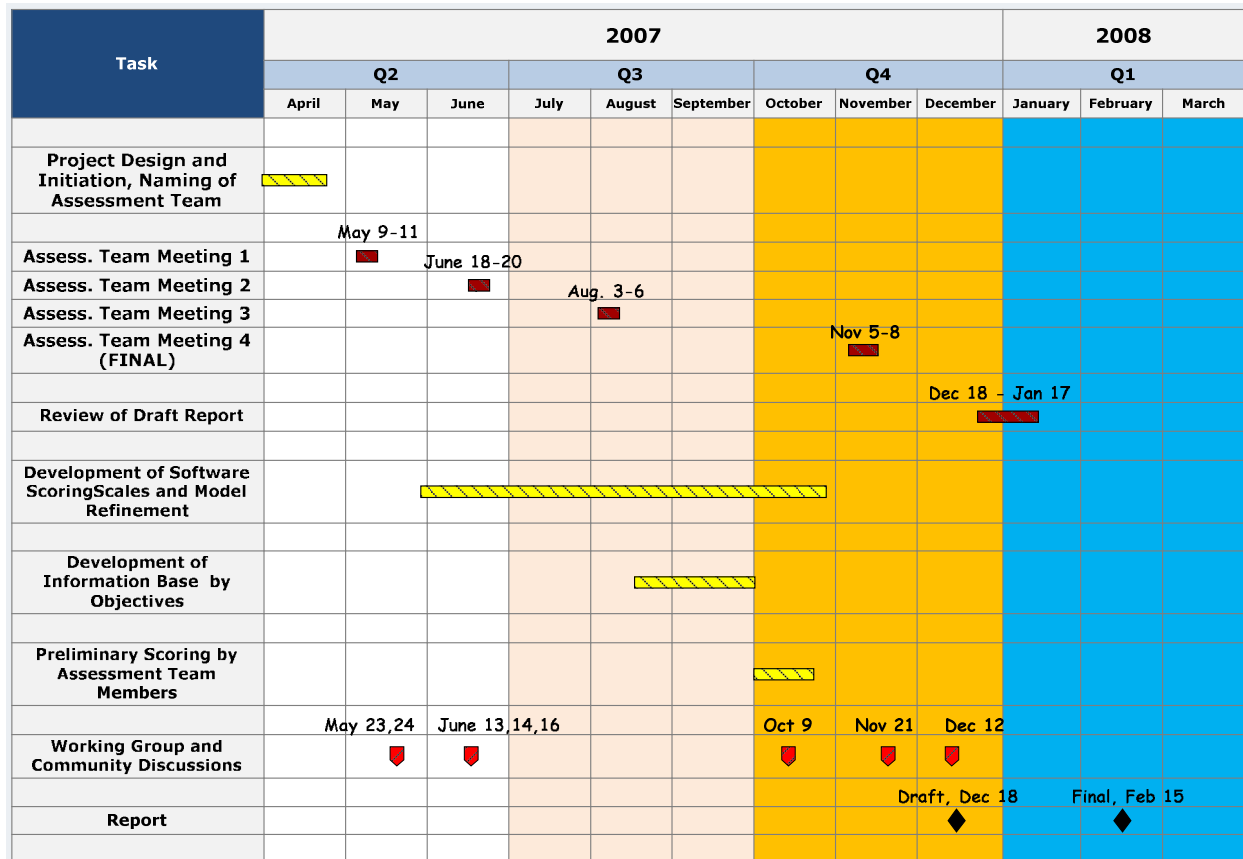 Task
2007
2008
Q2
Q3
Q4
Q1
April
May
June
July
August
September
October
November
December
January
February
March
Project Design and
Initiation, Naming of
Assessment Team
May 9-11
Assess. Team Meeting 1
June 18-20
Assess. Team Meeting 2
Aug. 3-6
Assess. Team Meeting 3
Nov 5-8
Assess. Team Meeting 4
(FINAL)
Dec 18 - Jan 17
Review of Draft Report
Development of Software
ScoringScales and Model
Refinement
Development of
Information Base by
Objectives
Preliminary Scoring by
Assessment Team
Members
May 23,24
June 13,14,16
Oct 9
Nov 21
Dec 12
Working Group and
Community Discussions
Draft, Dec 18
Final, Feb 15
Report